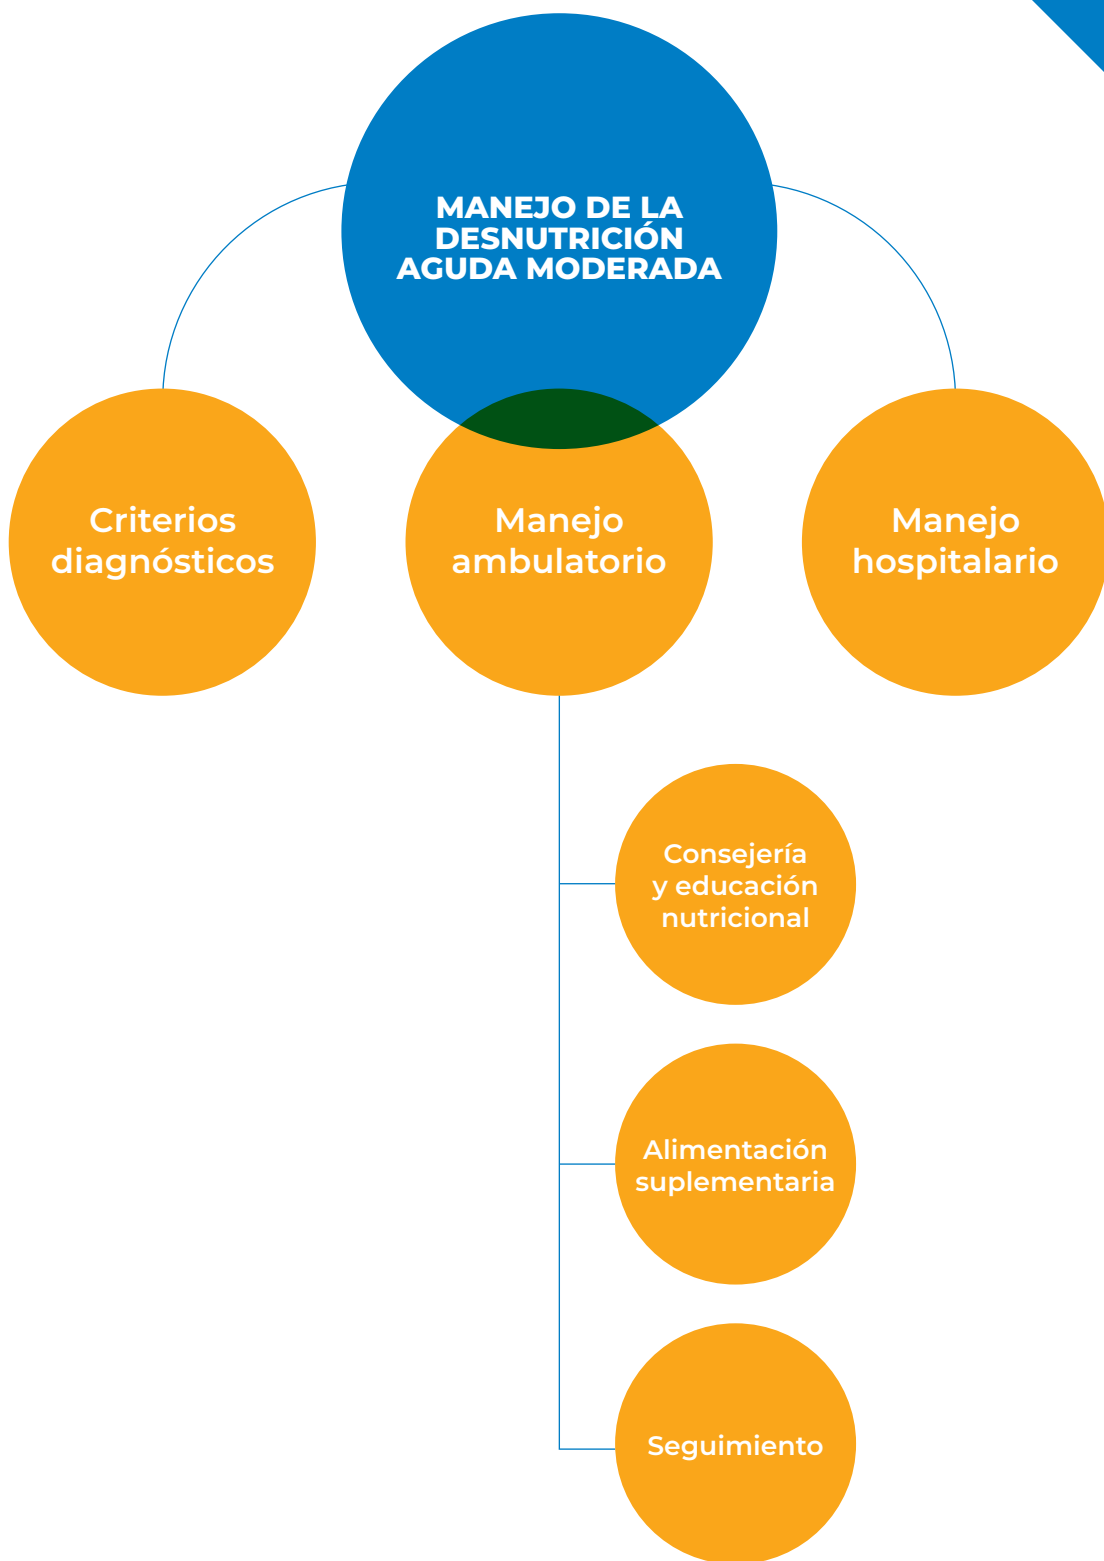 MANEJO DE LA
DESNUTRICIÓN
AGUDA MODERADA
Criterios
diagnósticos
Manejo
ambulatorio
Manejo
hospitalario
Consejería
y educación
nutricional
Alimentación
suplementaria
Seguimiento